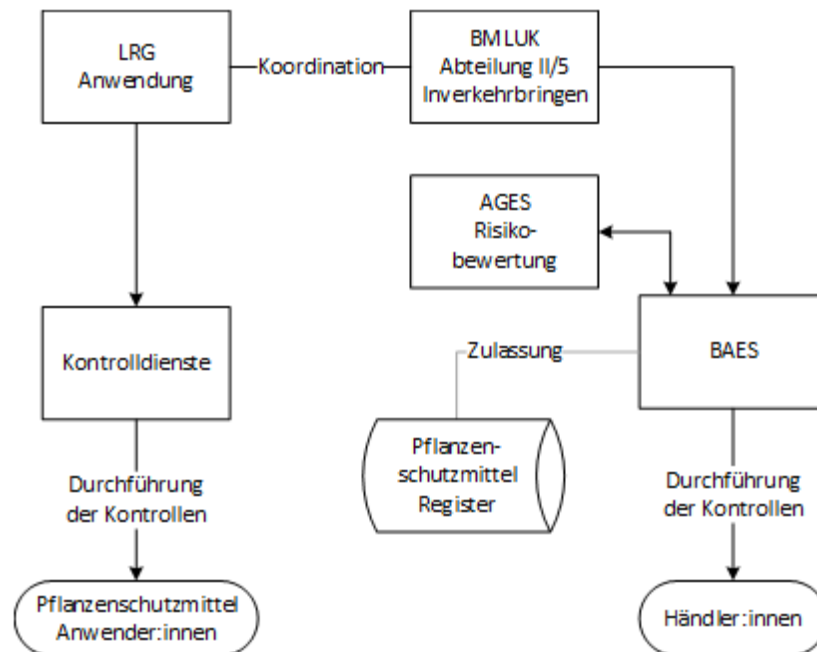 LRG
Anwendung
Koordination
BMLUK
Abteilung II/5
Inverkehrbringen
AGES
Risiko-
bewertung
Kontrolldienste
Zulassung
BAES
Pflanzen-
schutzmittel
Register
Durchführung
der Kontrollen
Durchführung
der Kontrollen
Pflanzenschutzmittel
Anwender:innen
Händler:innen